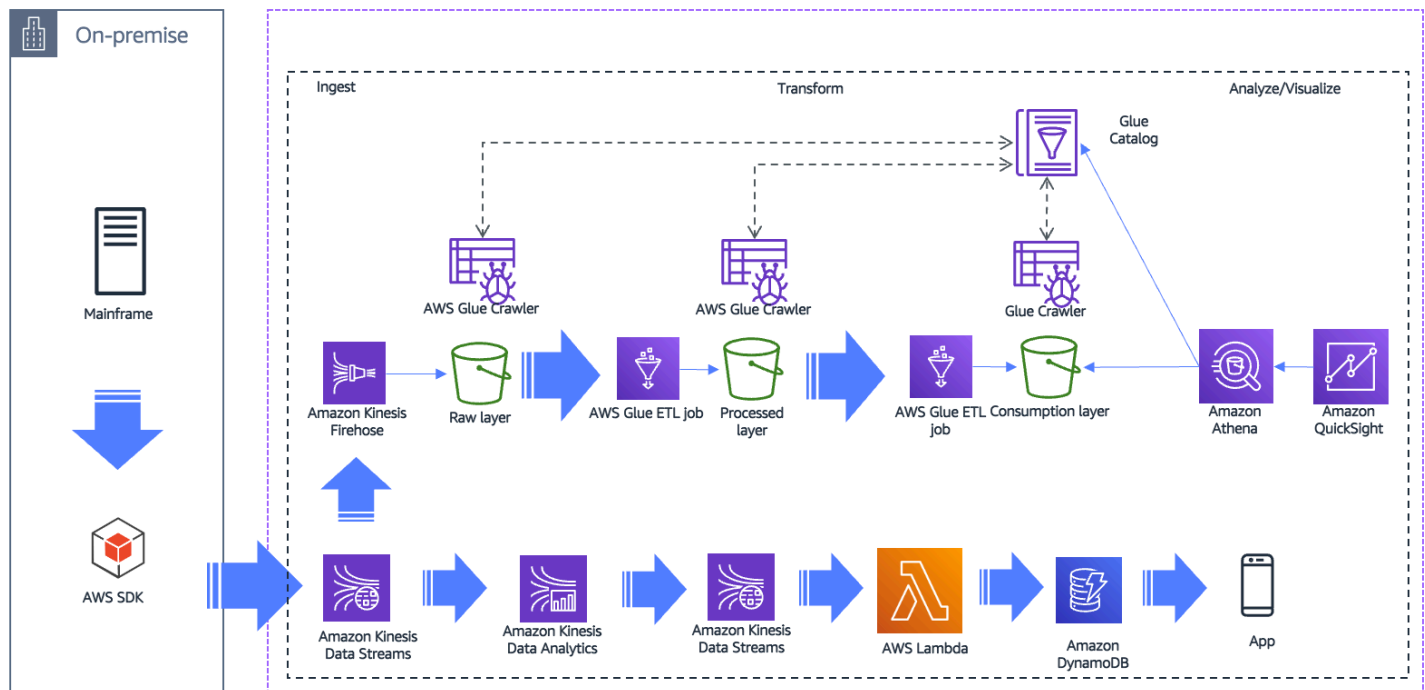 On-premise
Ingest
Transform
Analyze/Visualize
Glue
Catalog
Mainframe
AWS Glue Crawler
AWS Glue Crawler
Glue Crawler
Amazon Kinesis
Firehose
Raw layer
AWS Glue ETL job
Processed
layer
AWS Glue ETL
job
Consumption layer
Amazon
Athena
Amazon
QuickSight
AWS SDK
Amazon Kinesis
Data Streams
Amazon Kinesis
Data Analytics
Amazon Kinesis
Data Streams
AWS Lambda
Amazon
DynamoDB
App